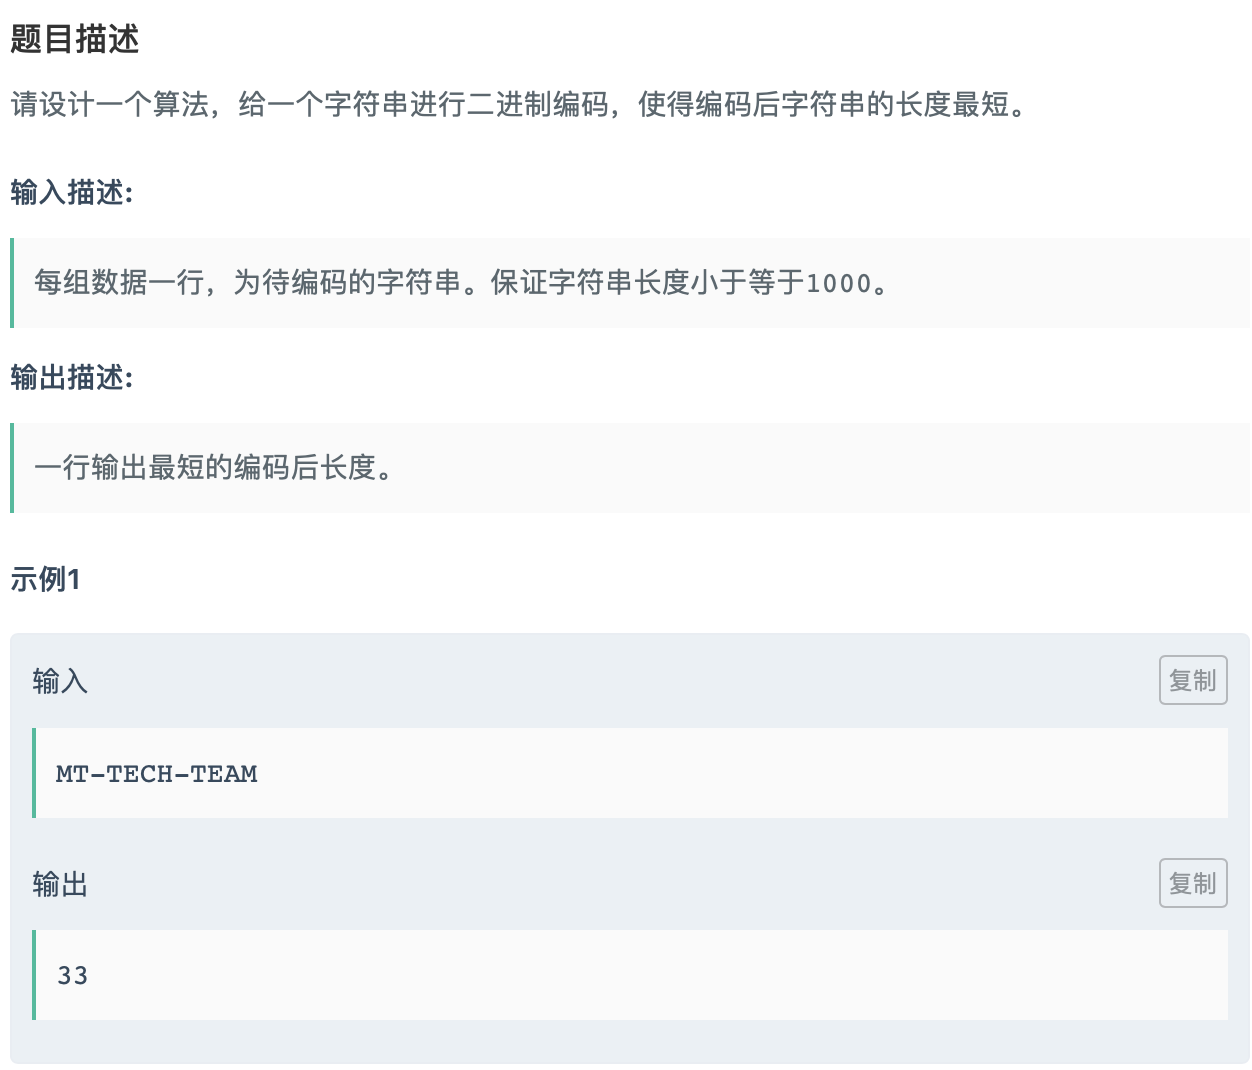 题目描述
请设计一个算法，给一个字符串进行二进制编码，使得编码后字符串的长度最短。
输入描述:
每组数据一行，为待编码的字符串。保证字符串长度小于等于1000。
输出描述:
一行输出最短的编码后长度。
示例1
输入
复制
MT-TECH-TEAM
输出
复制
33